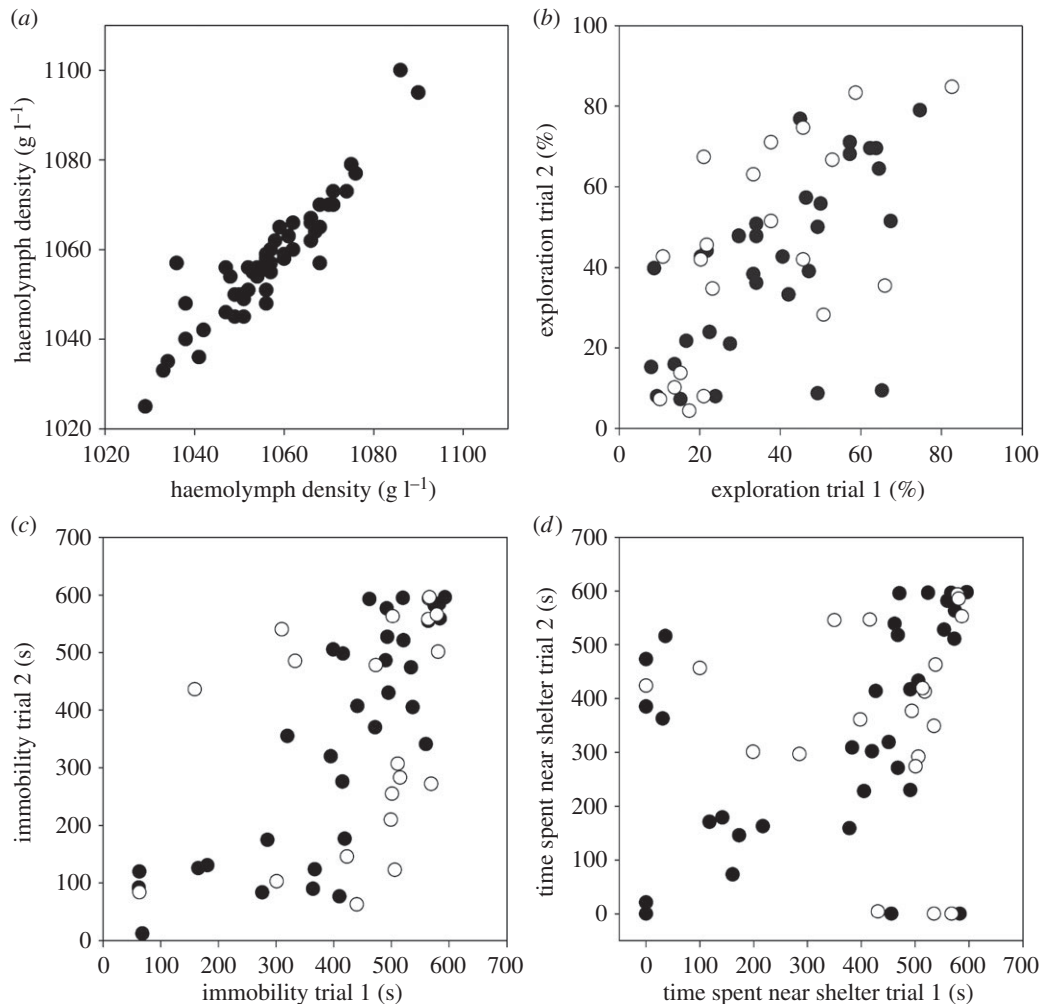 (a)
haemolymph density (g l–1)
1100
1080
1060
1040
1020
1020 1040 1060 1080 1100
haemolymph density (g l–1)
(b)
exploration trial 2 (%)
100
80
60
40
20
0
0 20 40 60 80 100
exploration trial 1 (%)
(c)
immobility trial 2 (s)
700
600
500
400
300
200
100
0
0 100 200 300 400 500 600 700
immobility trial 1 (s)
(d)
time spent near shelter trial 2 (s)
700
600
500
400
300
200
100
0
0 100 200 300 400 500 600 700
time spent near shelter trial 1 (s)